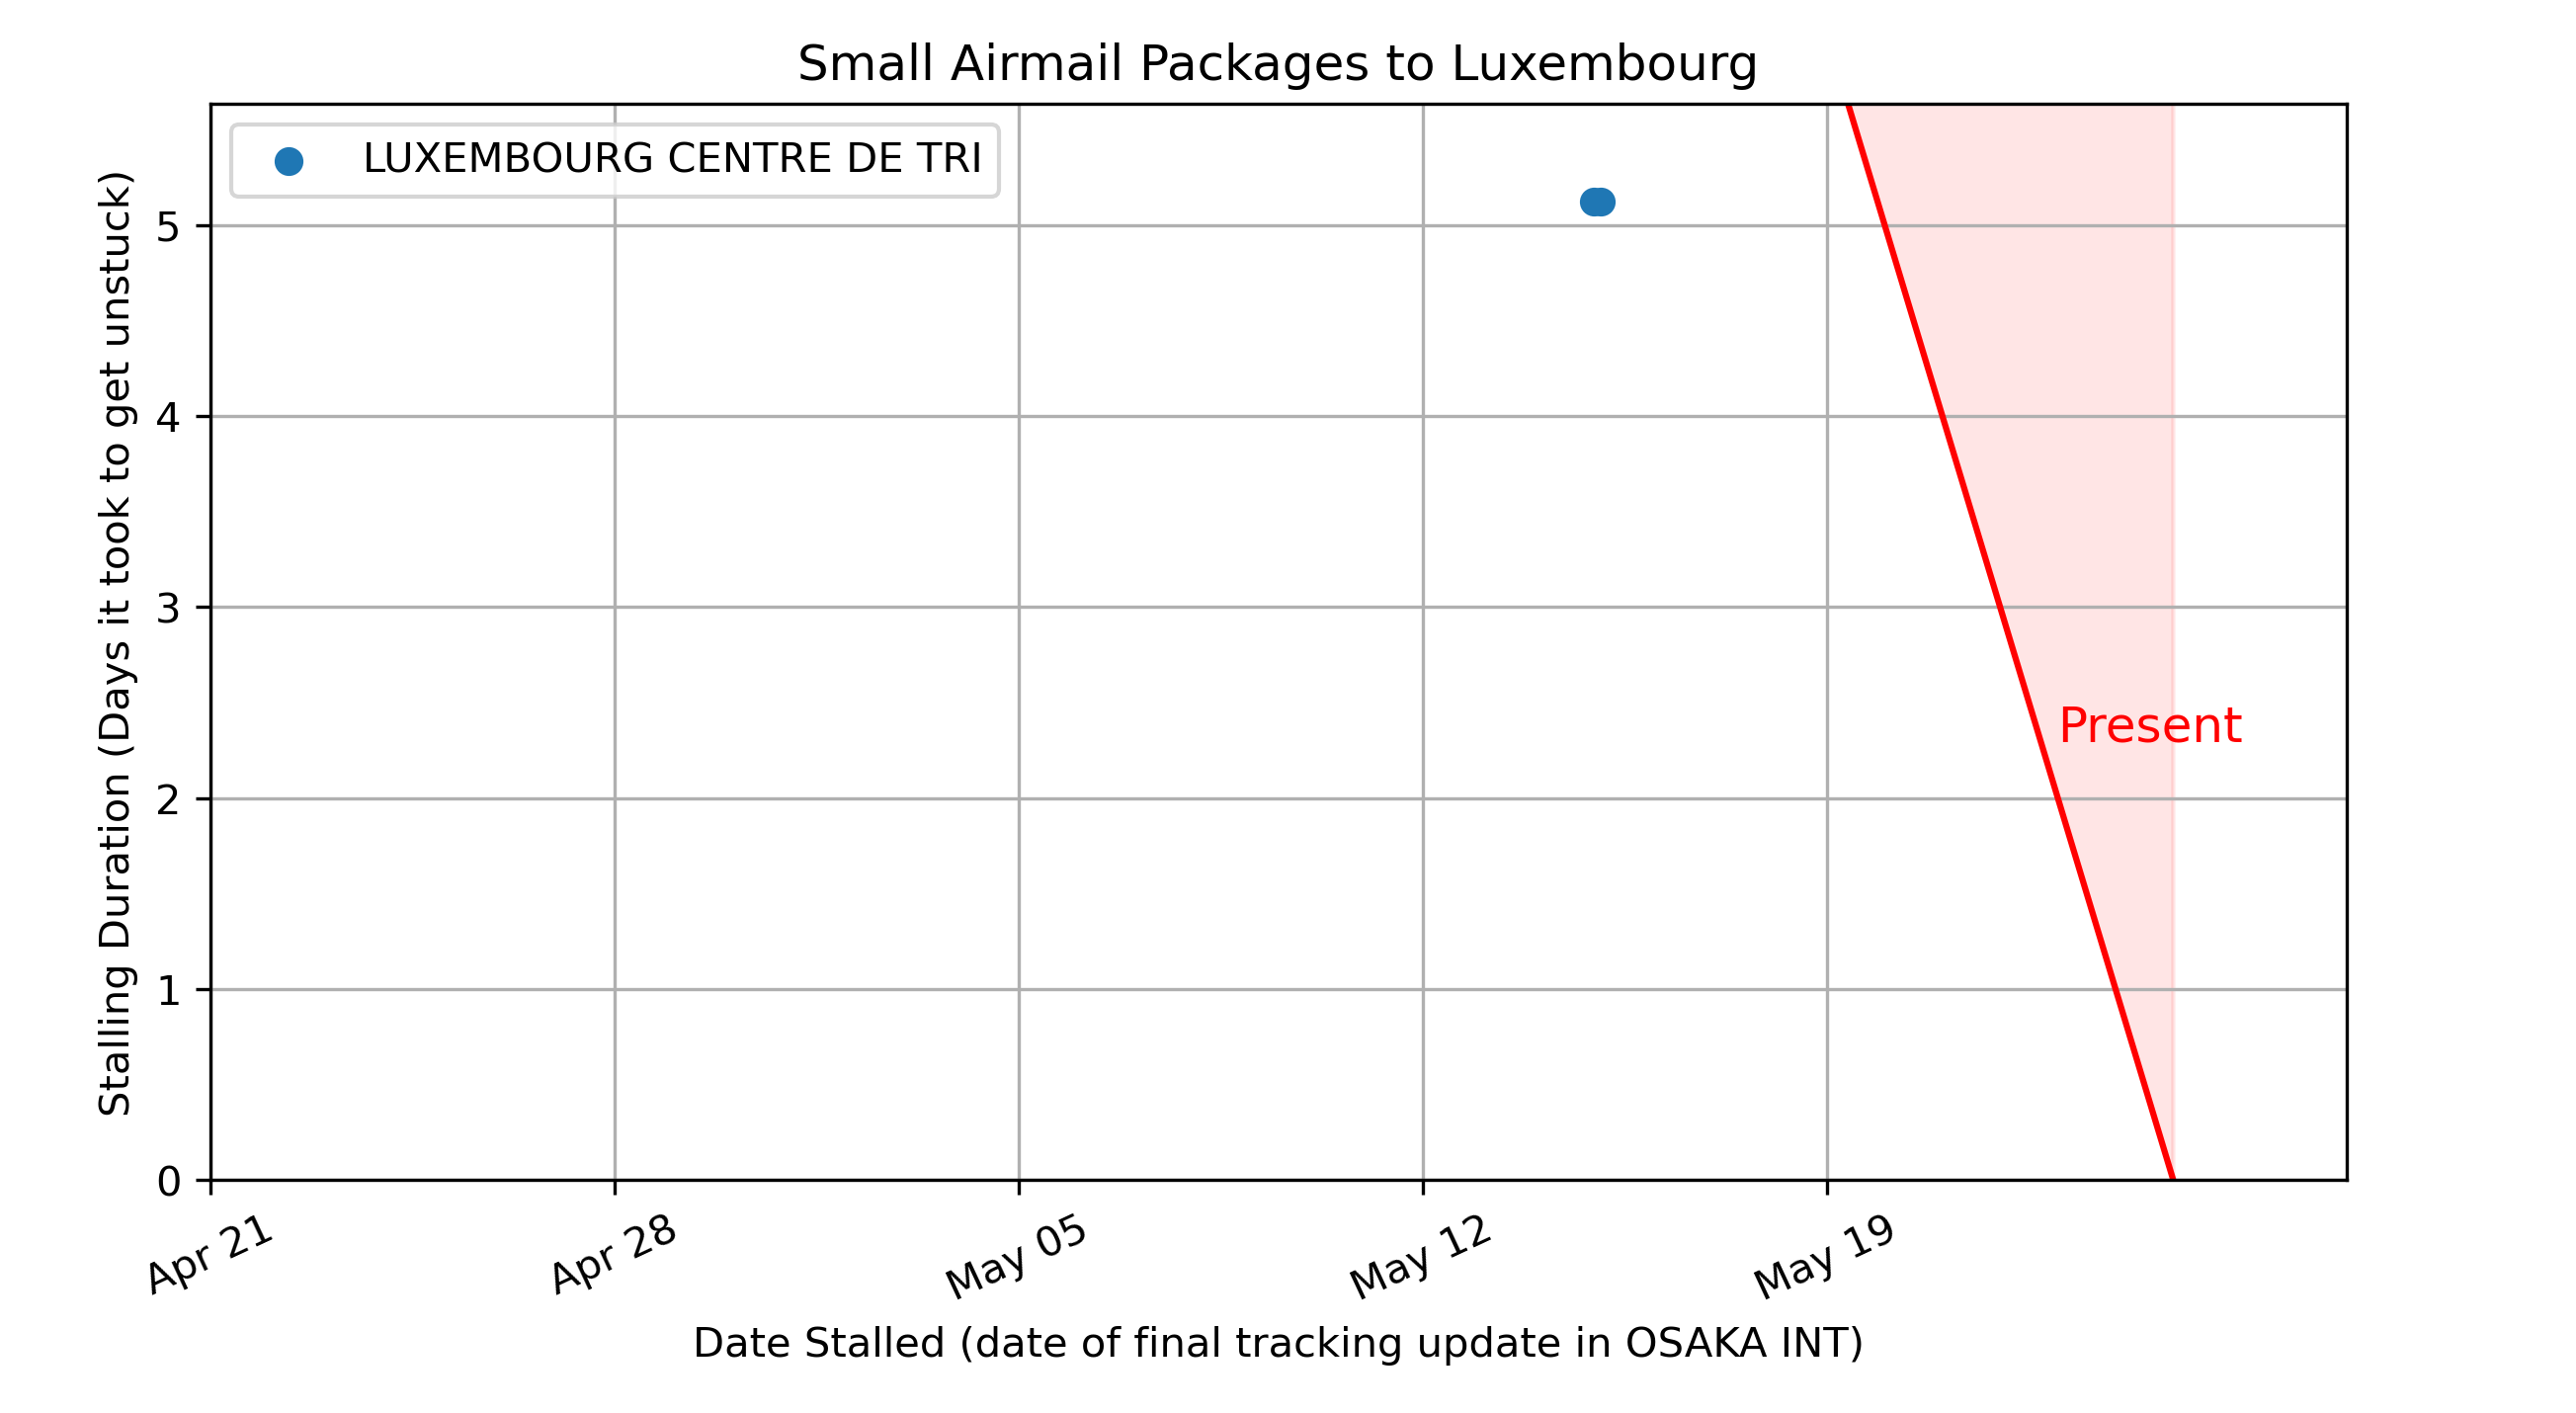 Small Airmail Packages to Luxembourg
LUXEMBOURG CENTRE DE TRI
Stalling Duration (Days it took to get unstuck)
5
4
3
2
1
0
Present
Apr 21
Apr 28
May 05
May 12
May 19
Date Stalled (date of final tracking update in OSAKA INT)